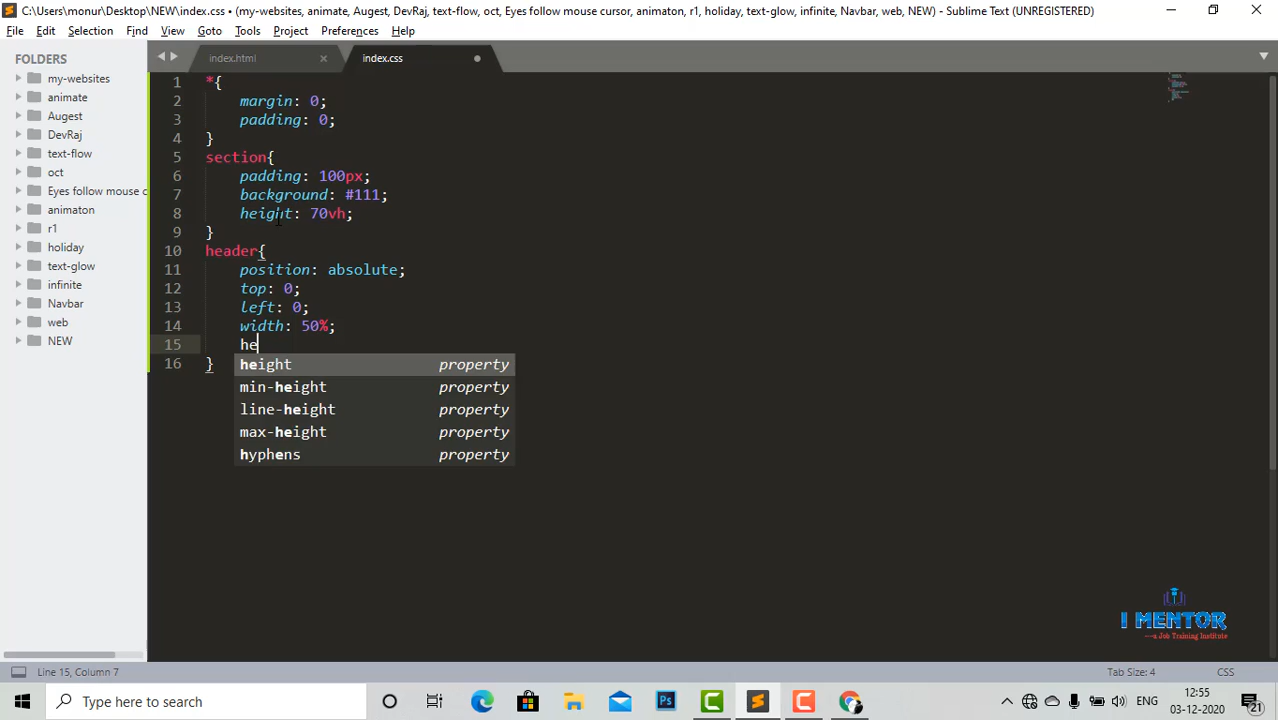 C:\Users\monur\Desktop\NEW\index.css • (my-websites, animate, Augest, DevRaj, text-flow, oct, Eyes follow mouse cursor, animaton, r1, holiday, text-glow, infinite, Navbar, web, NEW) - Sublime Text (UNREGISTERED)
File Edit Selection Find View Goto Tools Project Preferences Help
FOLDERS
my-websites
animate
Augest
DevRaj
text-flow
oct
Eyes follow mouse c
animaton
r1
holiday
text-glow
infinite
Navbar
web
NEW
index.html
index.css
1 *{
2 margin: 0;
3 padding: 0;
4 }
5 section{
6 padding: 100px;
7 background: #111;
8 height: 70vh;
9 }
10 header{
11 position: absolute;
12 top: 0;
13 left: 0;
14 width: 50%;
15 he
16 }
height property
min-height property
line-height property
max-height property
hyphens property
I MENTOR
—a Job Training Institute
Line 15, Column 7
Tab Size: 4
CSS
Type here to search
Ps
ENG
12:55
03-12-2020
21